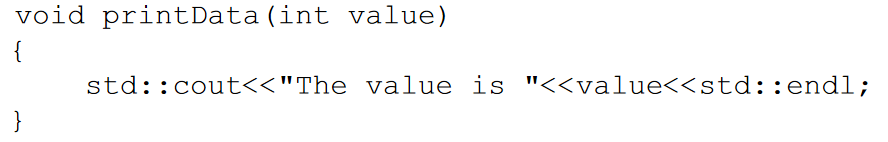 void printData(int value)
{
    std::cout<<"The value is "<<value<<std::endl;
}